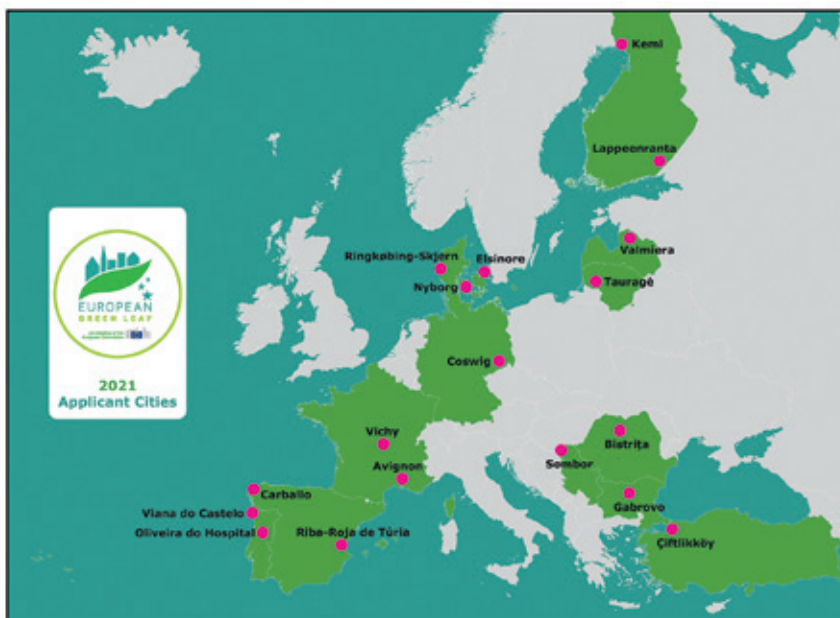 Kemi
Lappeenranta
Valmiera
Tauragė
Ringkøbing-Skjern
Elsinore
Nyborg
EUROPEAN
GREEN LEAF
Coswig
2021
Applicant Cities
Vichy
Avignon
Bistrița
Sombor
Gabrovo
Carballo
Viana do Castelo
Oliveira do Hospital
Riba-Roja de Túria
Çiftlikköy